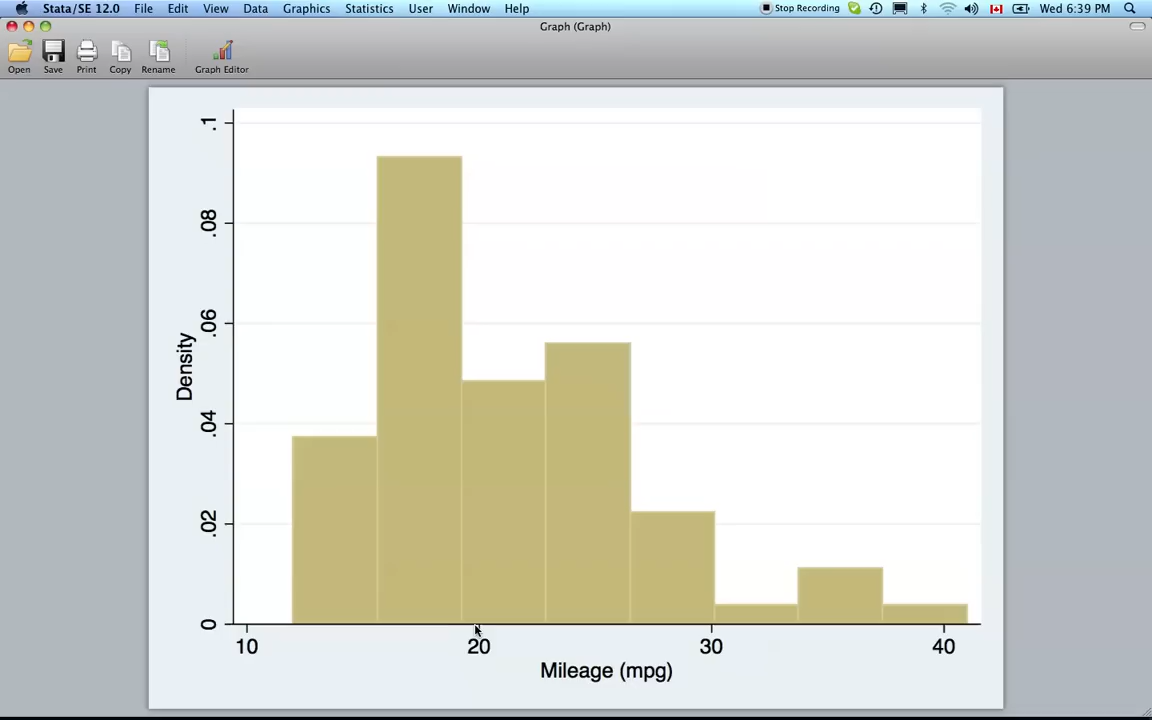 Stata/SE 12.0 File Edit View Data Graphics Statistics User Window Help Stop Recording Wed 6:39 PM
Graph (Graph)
Open Save Print Copy Rename Graph Editor
.1
.08
.06
.04
.02
0
Density
10 20 30 40
Mileage (mpg)